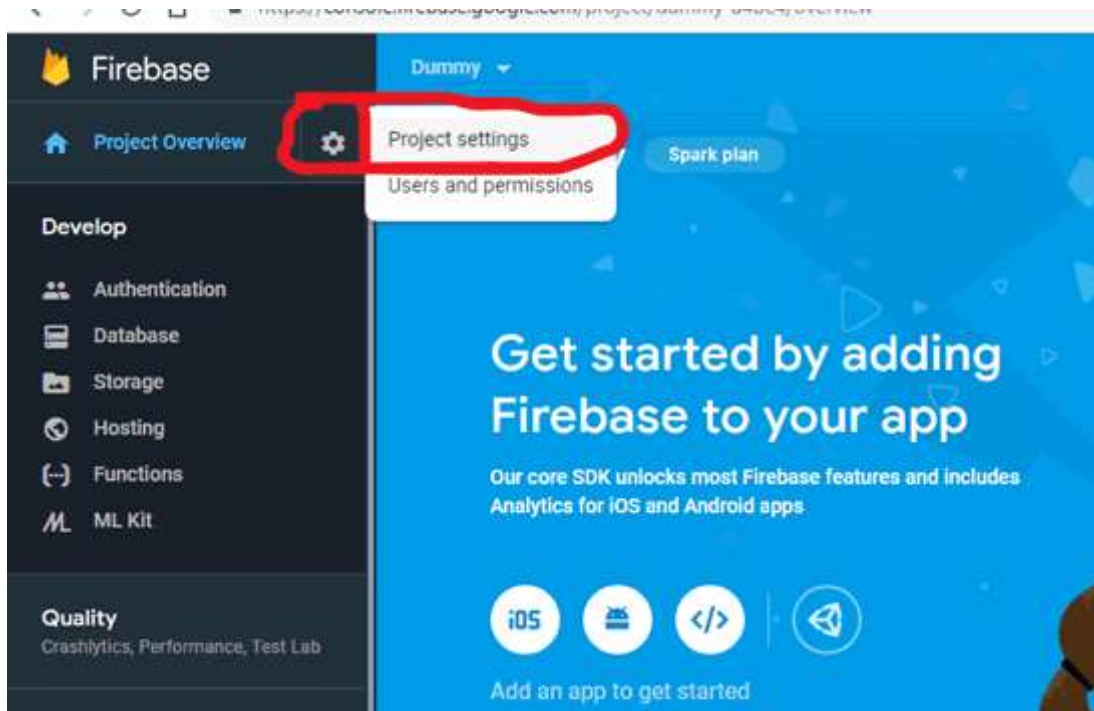 Firebase
Dummy
Project Overview
Project settings
Spark plan
Users and permissions
Develop
Authentication
Database
Storage
Hosting
Functions
ML Kit
Get started by adding
Firebase to your app
Our core SDK unlocks most Firebase features and includes
Analytics for iOS and Android apps
Quality
Crashlytics, Performance, Test Lab
iOS
Add an app to get started